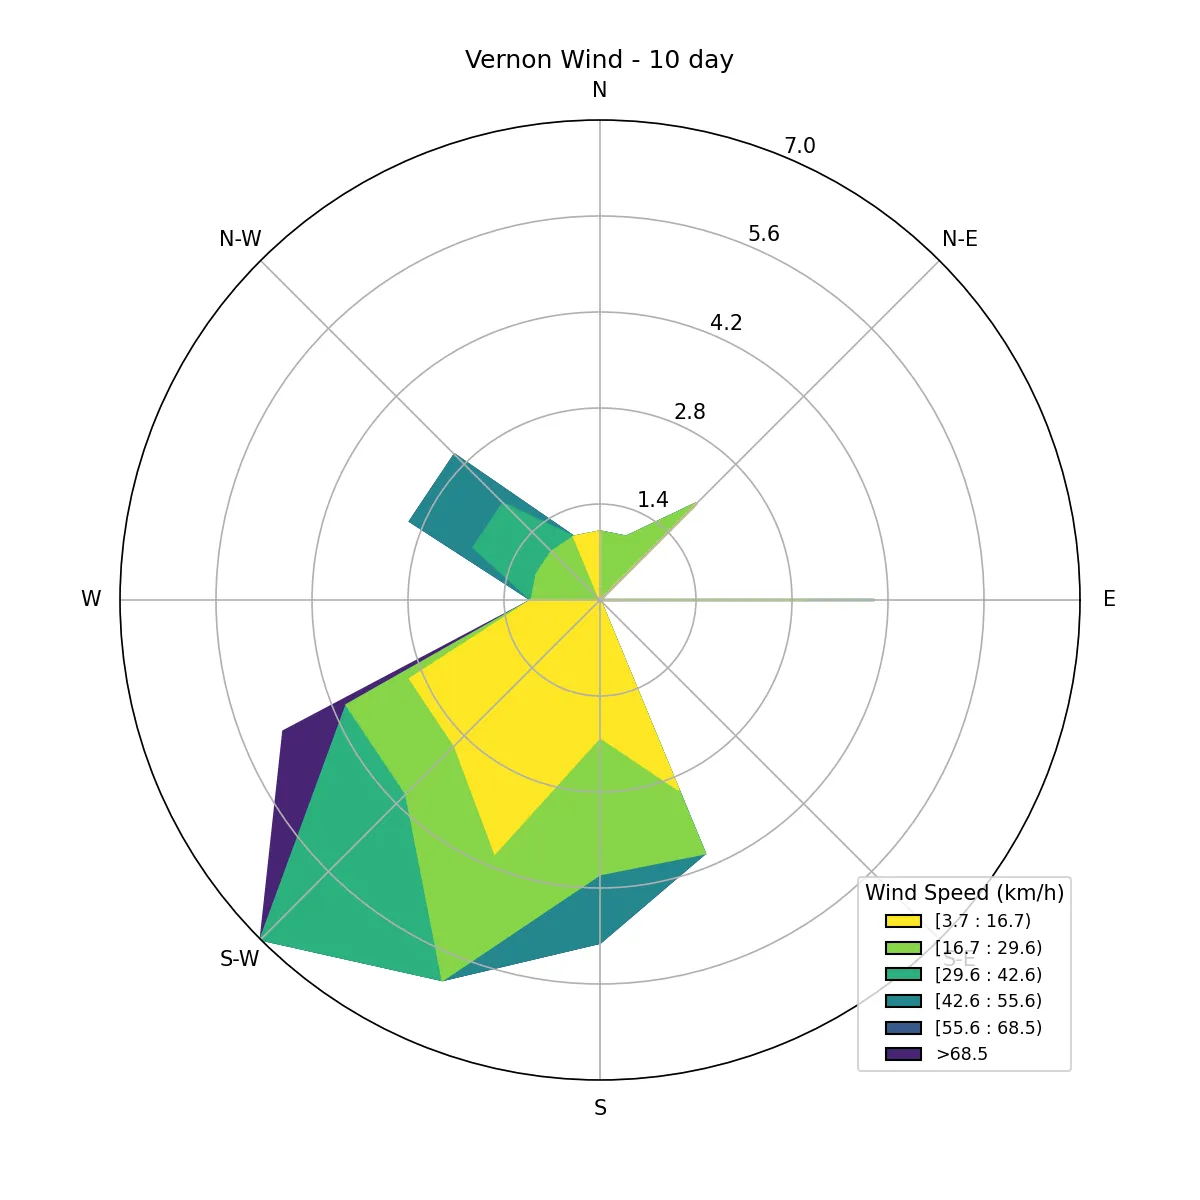 Vernon Wind - 10 day
N
7.0
N-W
5.6
N-E
4.2
2.8
1.4
W
E
Wind Speed (km/h)
[3.7 : 16.7)
[16.7 : 29.6)
S-W
S-E
[29.6 : 42.6)
[42.6 : 55.6)
[55.6 : 68.5)
>68.5
S